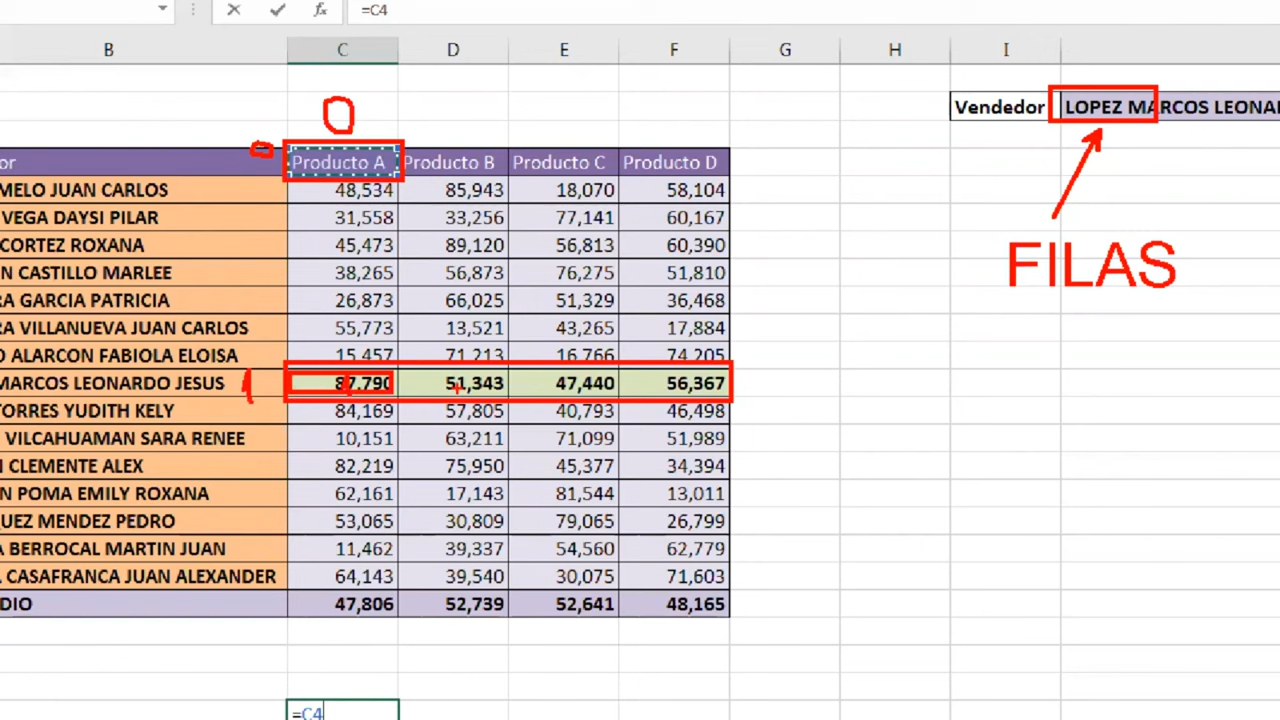 =C4
B C D E F G H I
Vendedor LOPEZ MARCOS LEONA
0
or Producto A Producto B Producto C Producto D
MELO JUAN CARLOS 48,534 85,943 18,070 58,104
VEGA DAYSI PILAR 31,558 33,256 77,141 60,167
CORTEZ ROXANA 45,473 89,120 56,813 60,390
FILAS
N CASTILLO MARLEE 38,265 56,873 76,275 51,810
RA GARCIA PATRICIA 26,873 66,025 51,329 36,468
RA VILLANUEVA JUAN CARLOS 55,773 13,521 43,265 17,884
O ALARCON FABIOLA ELOISA 15,457 71,213 16,766 74,205
MARCOS LEONARDO JESUS 87,790 51,343 47,440 56,367
TORRES YUDITH KELY 84,169 57,805 40,793 46,498
VILCAHUAMAN SARA RENEE 10,151 63,211 71,099 51,989
N CLEMENTE ALEX 82,219 75,950 45,377 34,394
N POMA EMILY ROXANA 62,161 17,143 81,544 13,011
QUEZ MENDEZ PEDRO 53,065 30,809 79,065 26,799
A BERROCAL MARTIN JUAN 11,462 39,337 54,560 62,779
A CASAFRANCA JUAN ALEXANDER 64,143 39,540 30,075 71,603
DIO 47,806 52,739 52,641 48,165
=C4